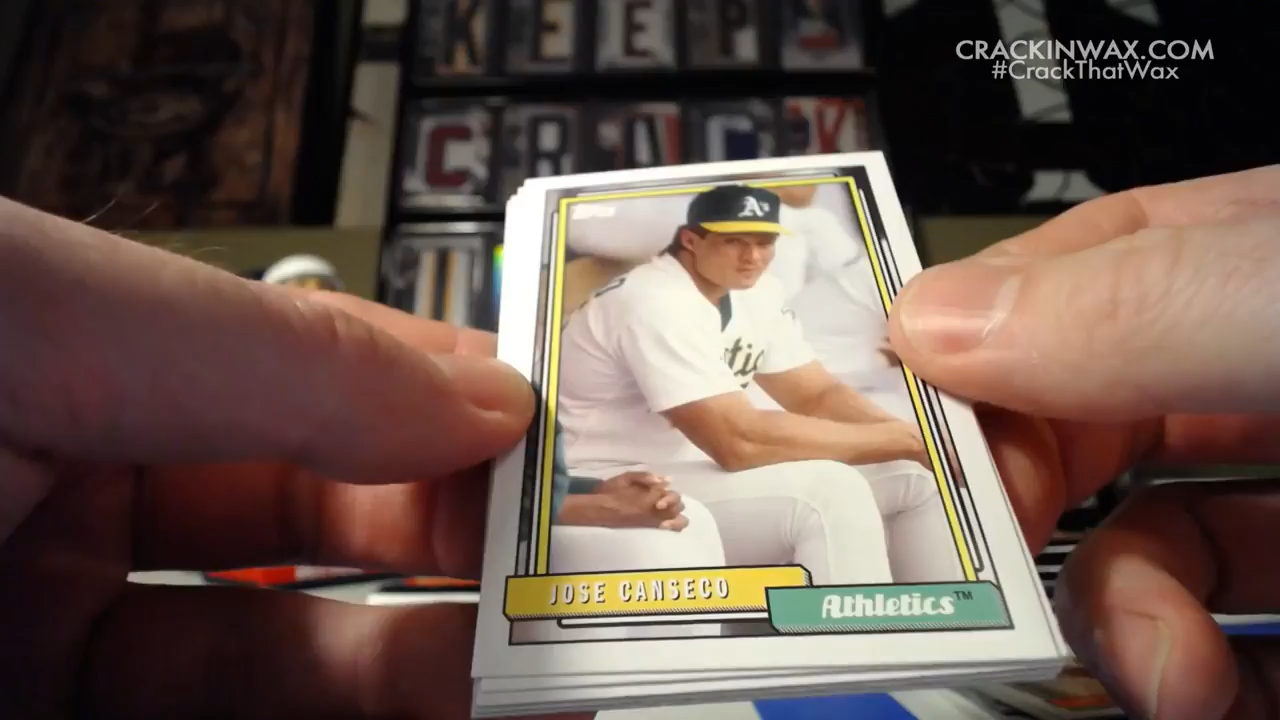 KEEP
CRACK
CRACKINWAX.COM
#CrackThatWax
Topps
A's
JOSE CANSECO
Athletics™